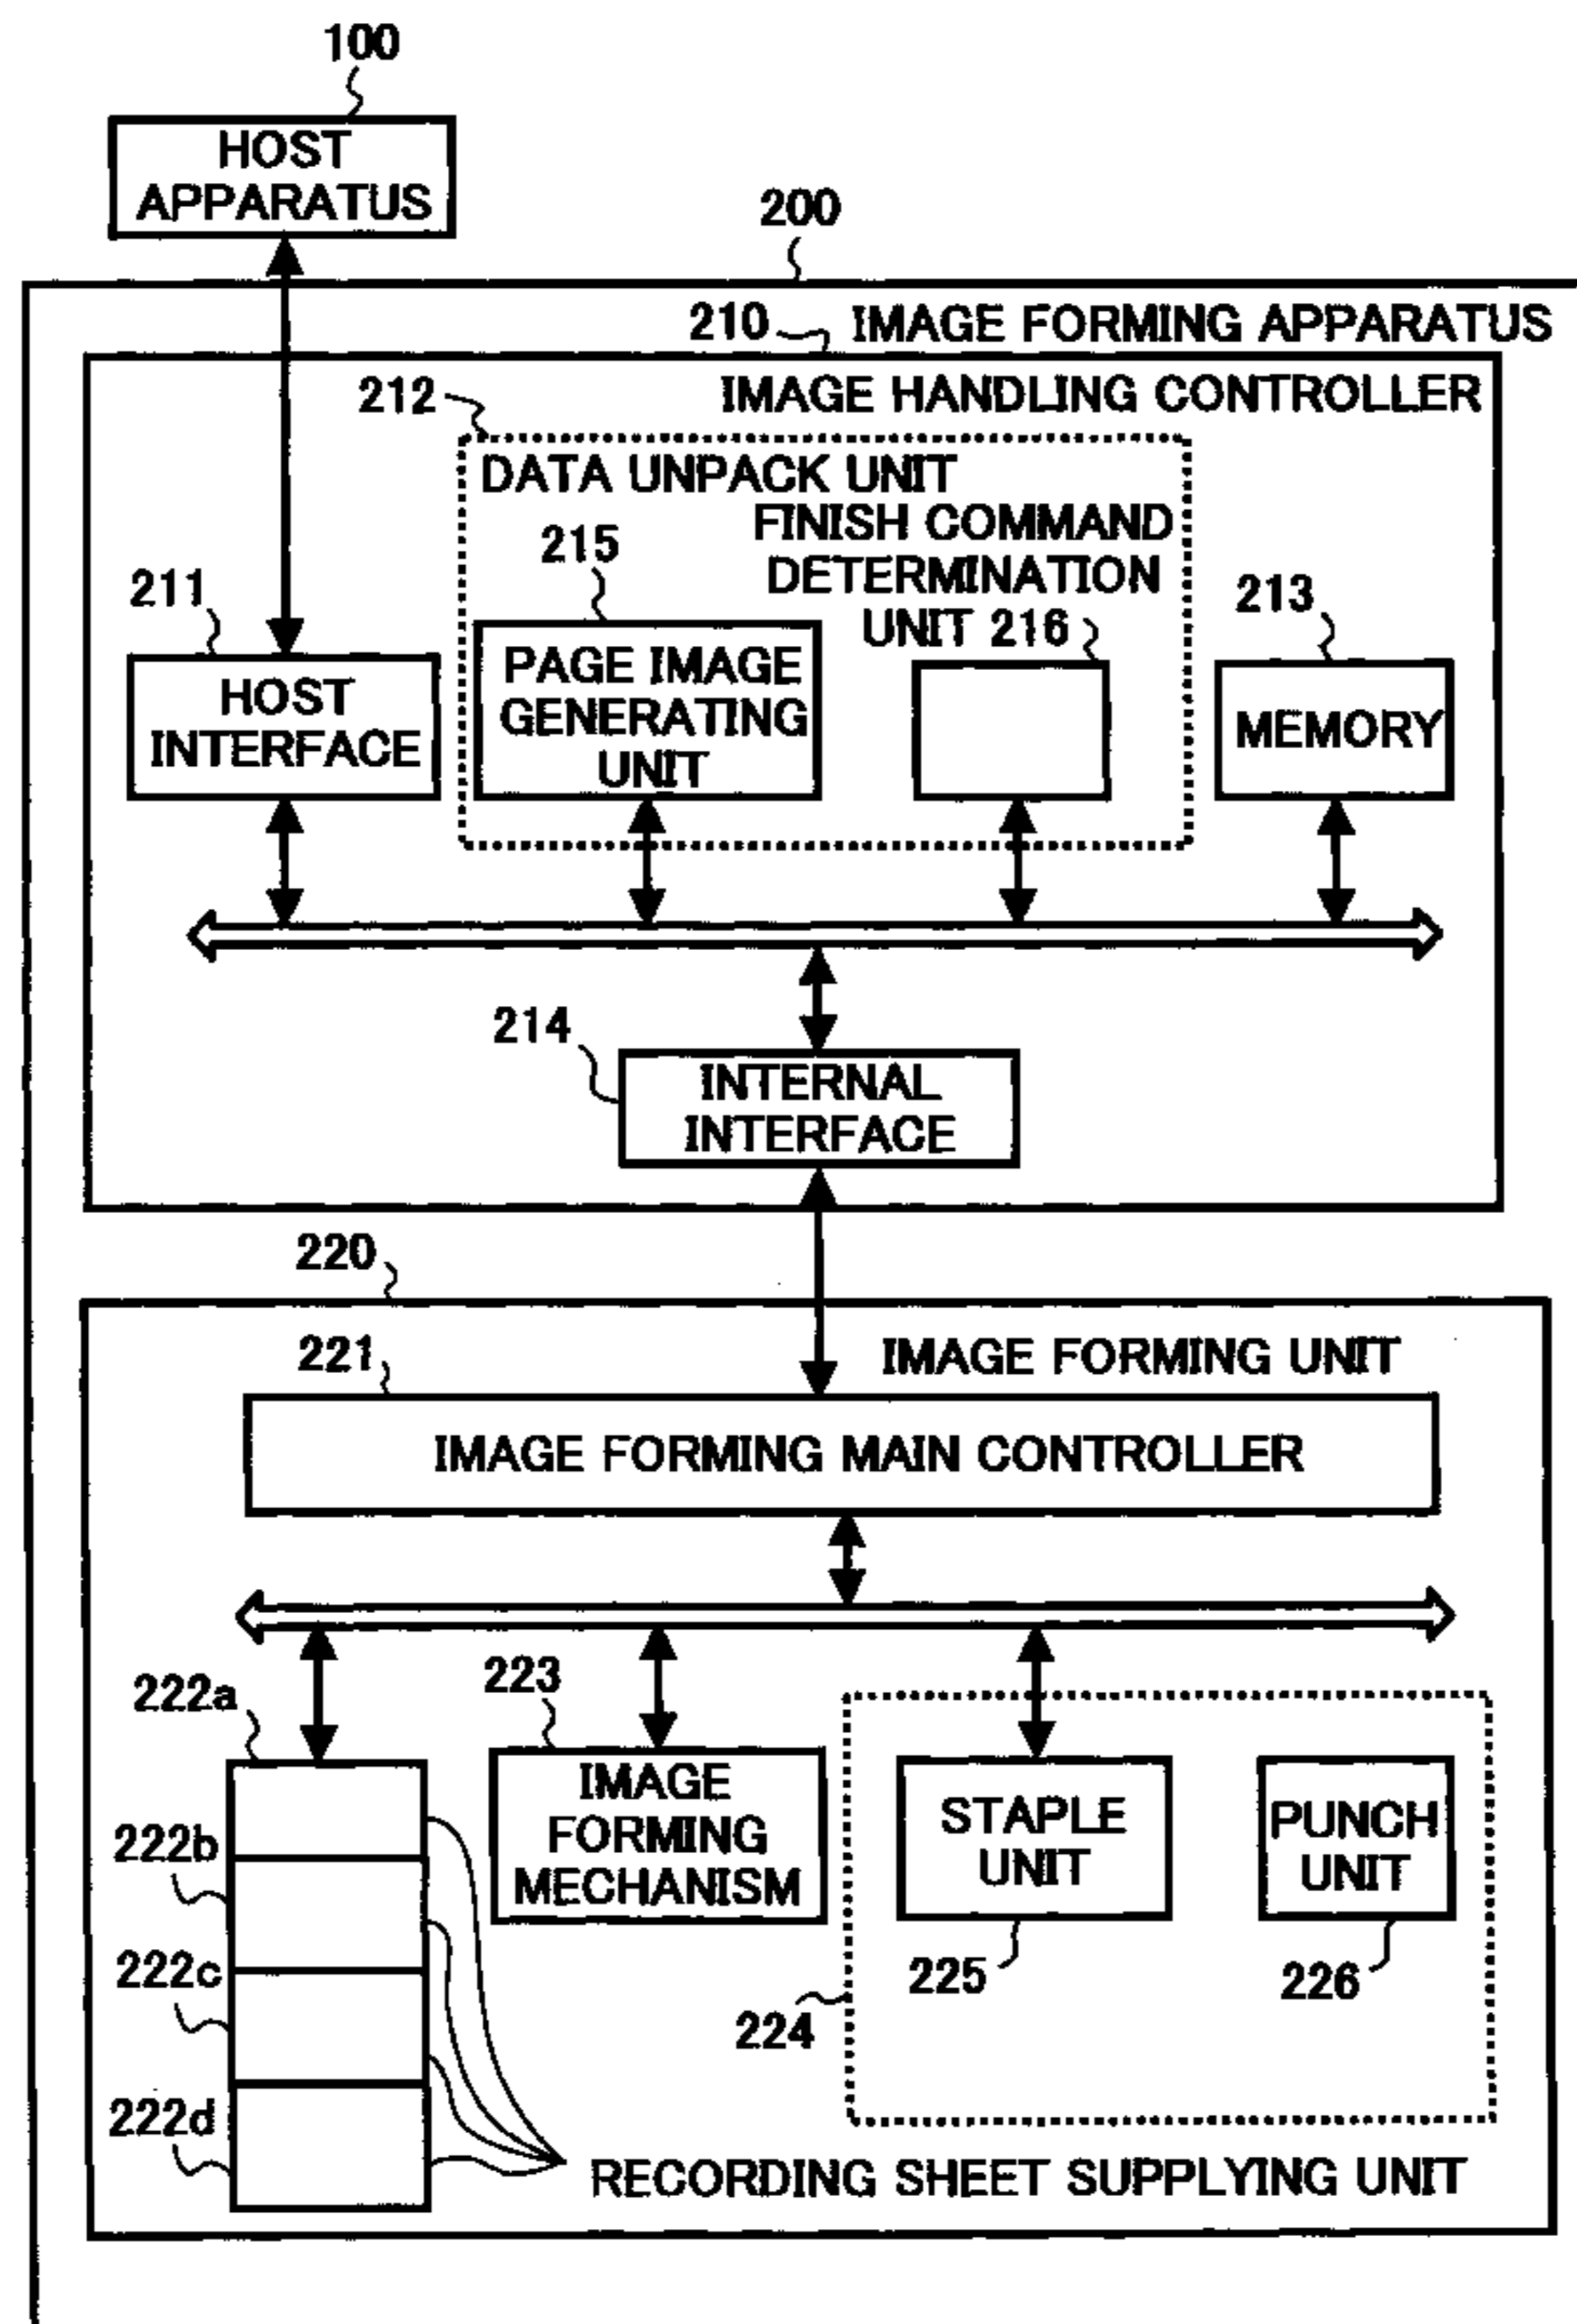 100
HOST
APPARATUS
200
210 IMAGE FORMING APPARATUS
IMAGE HANDLING CONTROLLER
212
DATA UNPACK UNIT
FINISH COMMAND
DETERMINATION
UNIT 216
215
211
213
HOST
INTERFACE
PAGE IMAGE
GENERATING
UNIT
MEMORY
214
INTERNAL
INTERFACE
220
IMAGE FORMING UNIT
221
IMAGE FORMING MAIN CONTROLLER
222a
223
IMAGE
FORMING
MECHANISM
STAPLE
UNIT
PUNCH
UNIT
222b
222c
225
226
224
222d
RECORDING SHEET SUPPLYING UNIT